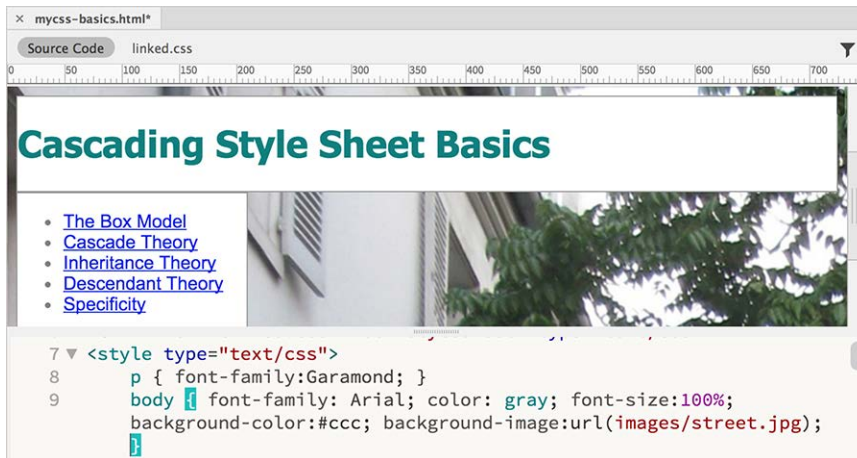 × mycss-basics.html*
Source Code linked.css
0 50 100 150 200 250 300 350 400 450 500 550 600 650 700
Cascading Style Sheet Basics
• The Box Model
• Cascade Theory
• Inheritance Theory
• Descendant Theory
• Specificity
7 ▼ <style type="text/css">
8 p { font-family:Garamond; }
9 body { font-family: Arial; color: gray; font-size:100%;
background-color:#ccc; background-image:url(images/street.jpg);
}